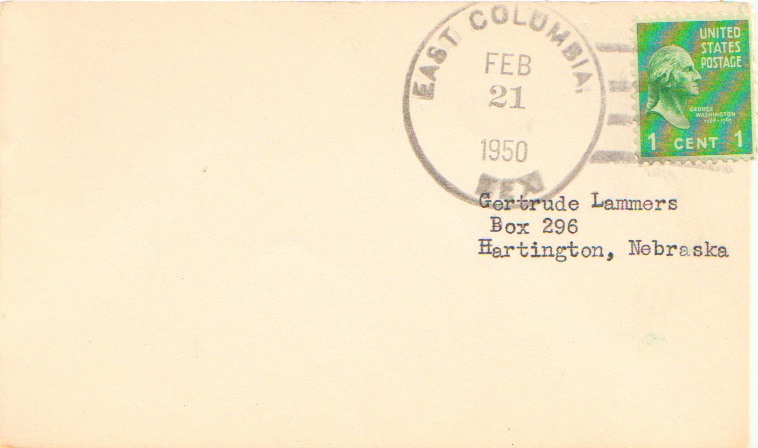 EAST COLUMBIA,
FEB
21
1950
TEX
UNITED
STATES
POSTAGE
GEORGE
WASHINGTON
1 CENT 1
Gertrude Lammers
Box 296
Hartington, Nebraska